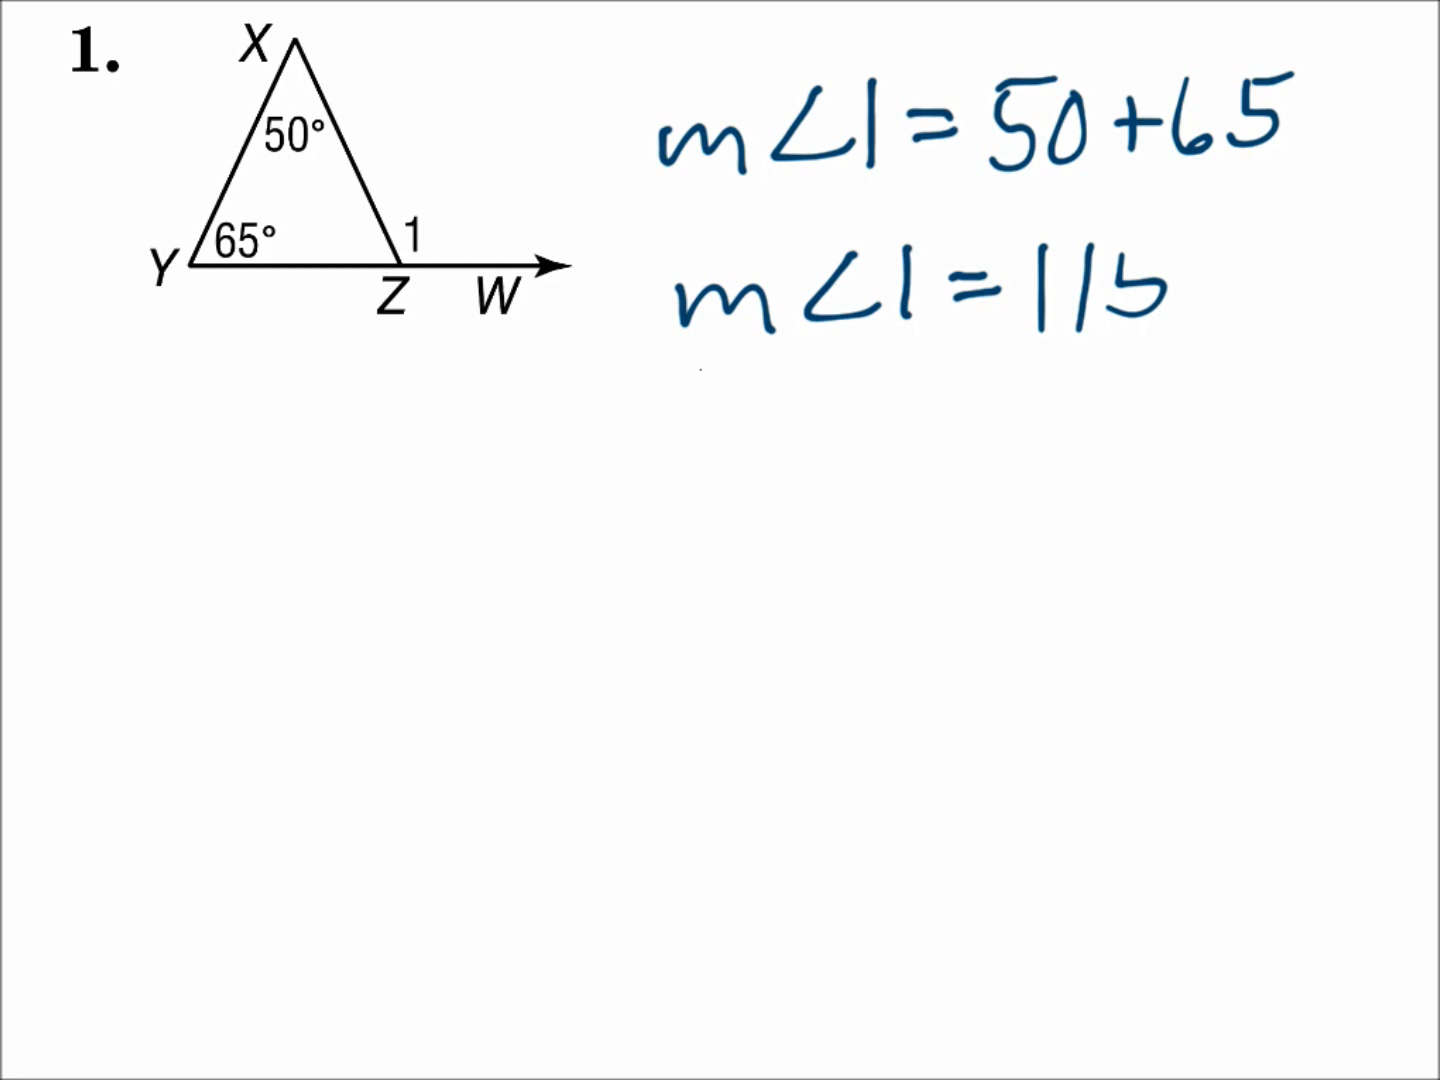 1.
X
50°
65°
1
Y
Z
W
m∠1 = 50 + 65
m∠1 = 115